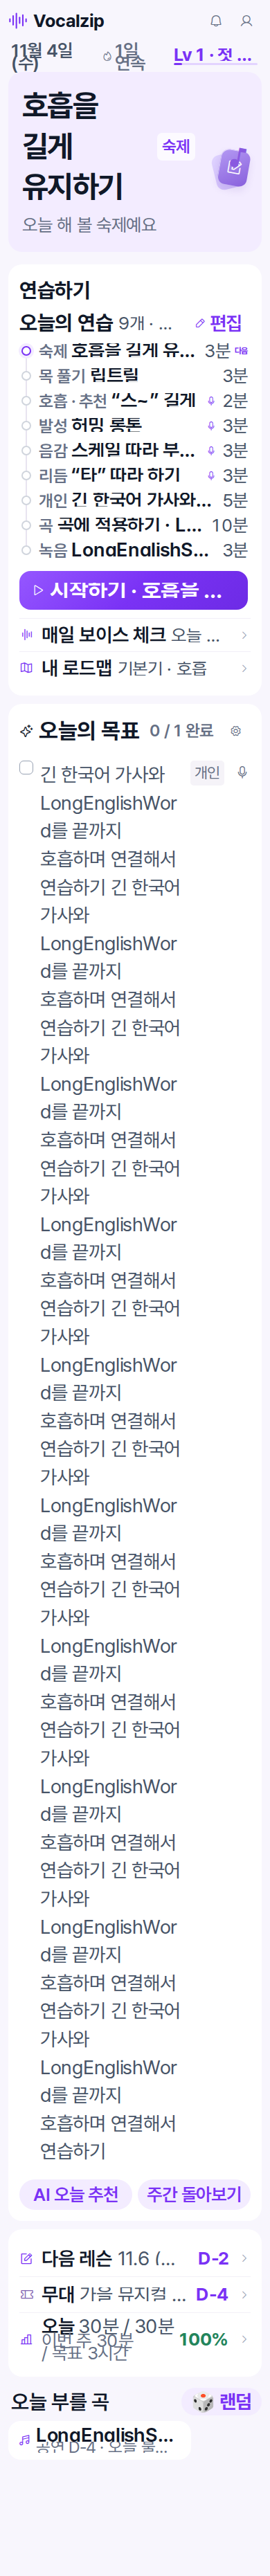 Vocalzip
11월 4일 (수)
1일 연속
Lv 1 · 첫 ...
호흡을
길게
유지하기
숙제
오늘 해 볼 숙제예요
연습하기
오늘의 연습 9개 · ... 편집
숙제 호흡을 길게 유... 3분 다음
목 풀기 립트릴 3분
호흡 · 추천 “스~” 길게 2분
발성 허밍 롱톤 3분
음감 스케일 따라 부... 3분
리듬 “타” 따라 하기 3분
개인 긴 한국어 가사와... 5분
곡 곡에 적용하기 · L... 10분
녹음 LongEnglishS... 3분
시작하기 · 호흡을 ...
매일 보이스 체크 오늘 ...
내 로드맵 기본기 · 호흡
오늘의 목표 0 / 1 완료
긴 한국어 가사와 개인
LongEnglishWor
d를 끝까지
호흡하며 연결해서
연습하기 긴 한국어
가사와
LongEnglishWor
d를 끝까지
호흡하며 연결해서
연습하기 긴 한국어
가사와
LongEnglishWor
d를 끝까지
호흡하며 연결해서
연습하기 긴 한국어
가사와
LongEnglishWor
d를 끝까지
호흡하며 연결해서
연습하기 긴 한국어
가사와
LongEnglishWor
d를 끝까지
호흡하며 연결해서
연습하기 긴 한국어
가사와
LongEnglishWor
d를 끝까지
호흡하며 연결해서
연습하기 긴 한국어
가사와
LongEnglishWor
d를 끝까지
호흡하며 연결해서
연습하기 긴 한국어
가사와
LongEnglishWor
d를 끝까지
호흡하며 연결해서
연습하기 긴 한국어
가사와
LongEnglishWor
d를 끝까지
호흡하며 연결해서
연습하기 긴 한국어
가사와
LongEnglishWor
d를 끝까지
호흡하며 연결해서
연습하기
AI 오늘 추천 주간 돌아보기
다음 레슨 11.6 (... D-2
무대 가을 뮤지컬 ... D-4
오늘 30분 / 30분
이번 주 30분
/ 목표 3시간
100%
오늘 부를 곡 랜덤
LongEnglishS...
공연 D-4 · 오늘 불...